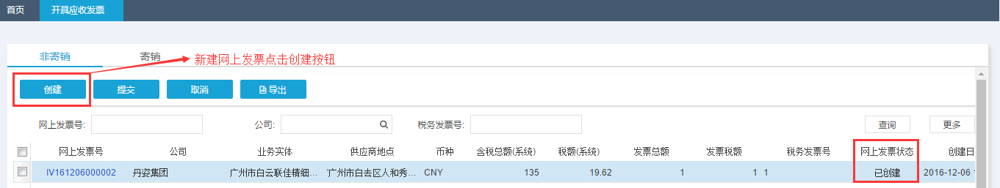 首页 开具应收发票
非寄销 寄销
新建网上发票点击创建按钮
创建 提交 取消 导出
网上发票号: 公司: 税务发票号: 查询 更多
网上发票号 公司 业务实体 供应商地点 币种 含税总额(系统) 税额(系统) 发票总额 发票税额 税务发票号 网上发票状态 创建日
IV161206000002 丹姿集团 广州市白云联佳精细... '广州市白去区人和秀... CNY 135 19.62 1 1 1 已创建 2016-12-06